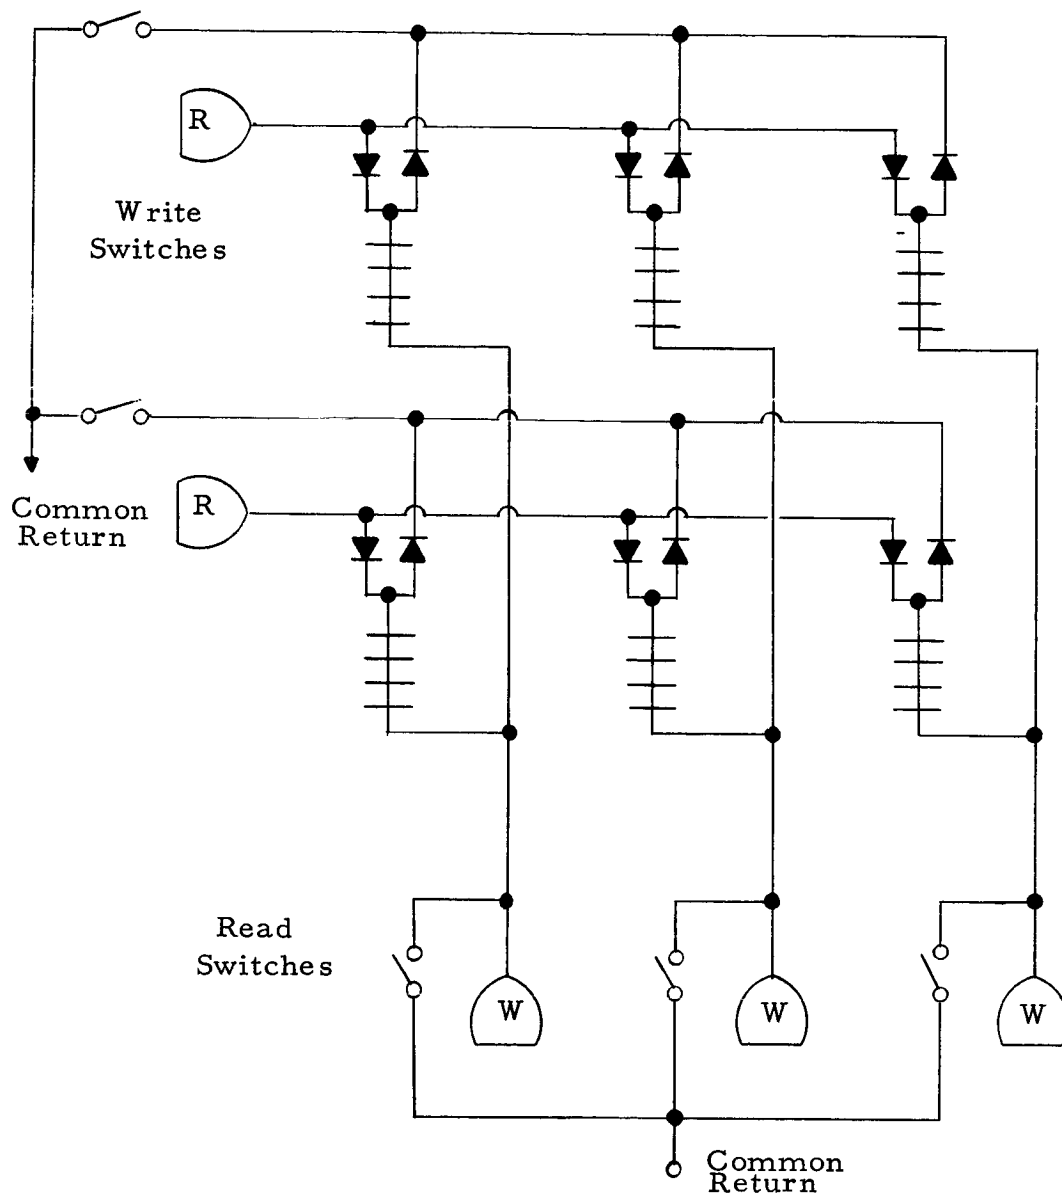 R
Write
Switches
Common
Return
R
Read
Switches
W
W
W
Common
Return